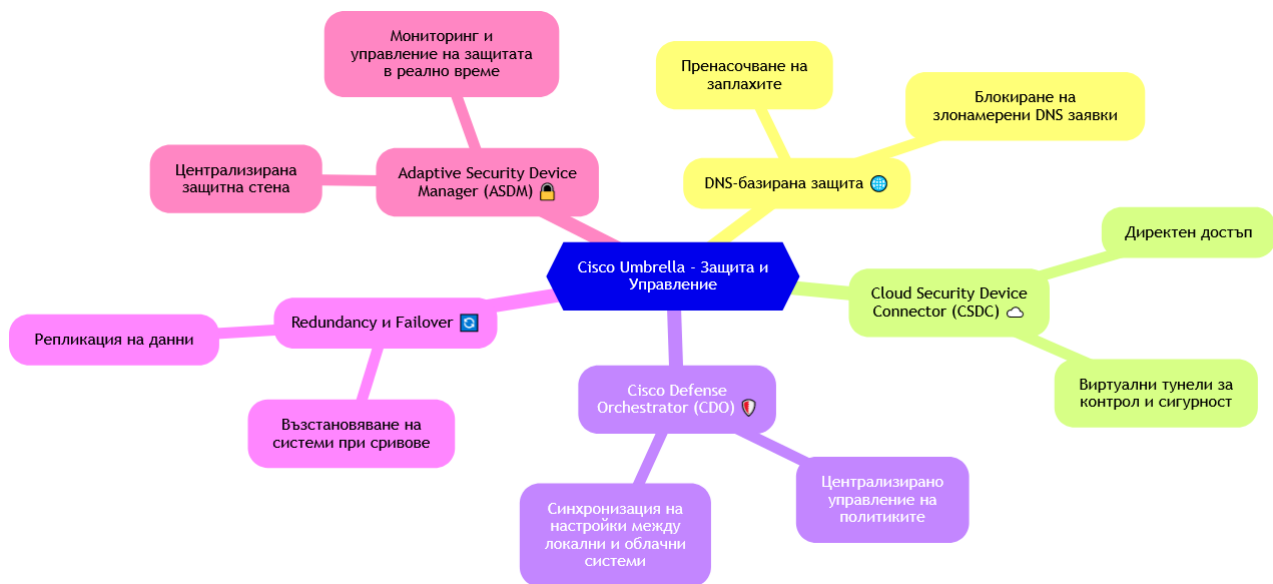 Мониторинг и
управление на защитата
в реално време
Пренасочване на
заплахите
Блокиране на
злонамерени DNS заявки
Централизирана
защитна стена
Adaptive Security Device
Manager (ASDM) 🔒
DNS-базирана защита 🌐
Директен достъп
Cisco Umbrella - Защита и
Управление
Cloud Security Device
Connector (CSDC) ☁
Redundancy и Failover 🔄
Репликация на данни
Виртуални тунели за
контрол и сигурност
Cisco Defense
Orchestrator (CDO) 🛡
Възстановяване на
системи при сривове
Централизирано
управление на
политиките
Синхронизация на
настройки между
локални и облачни
системи